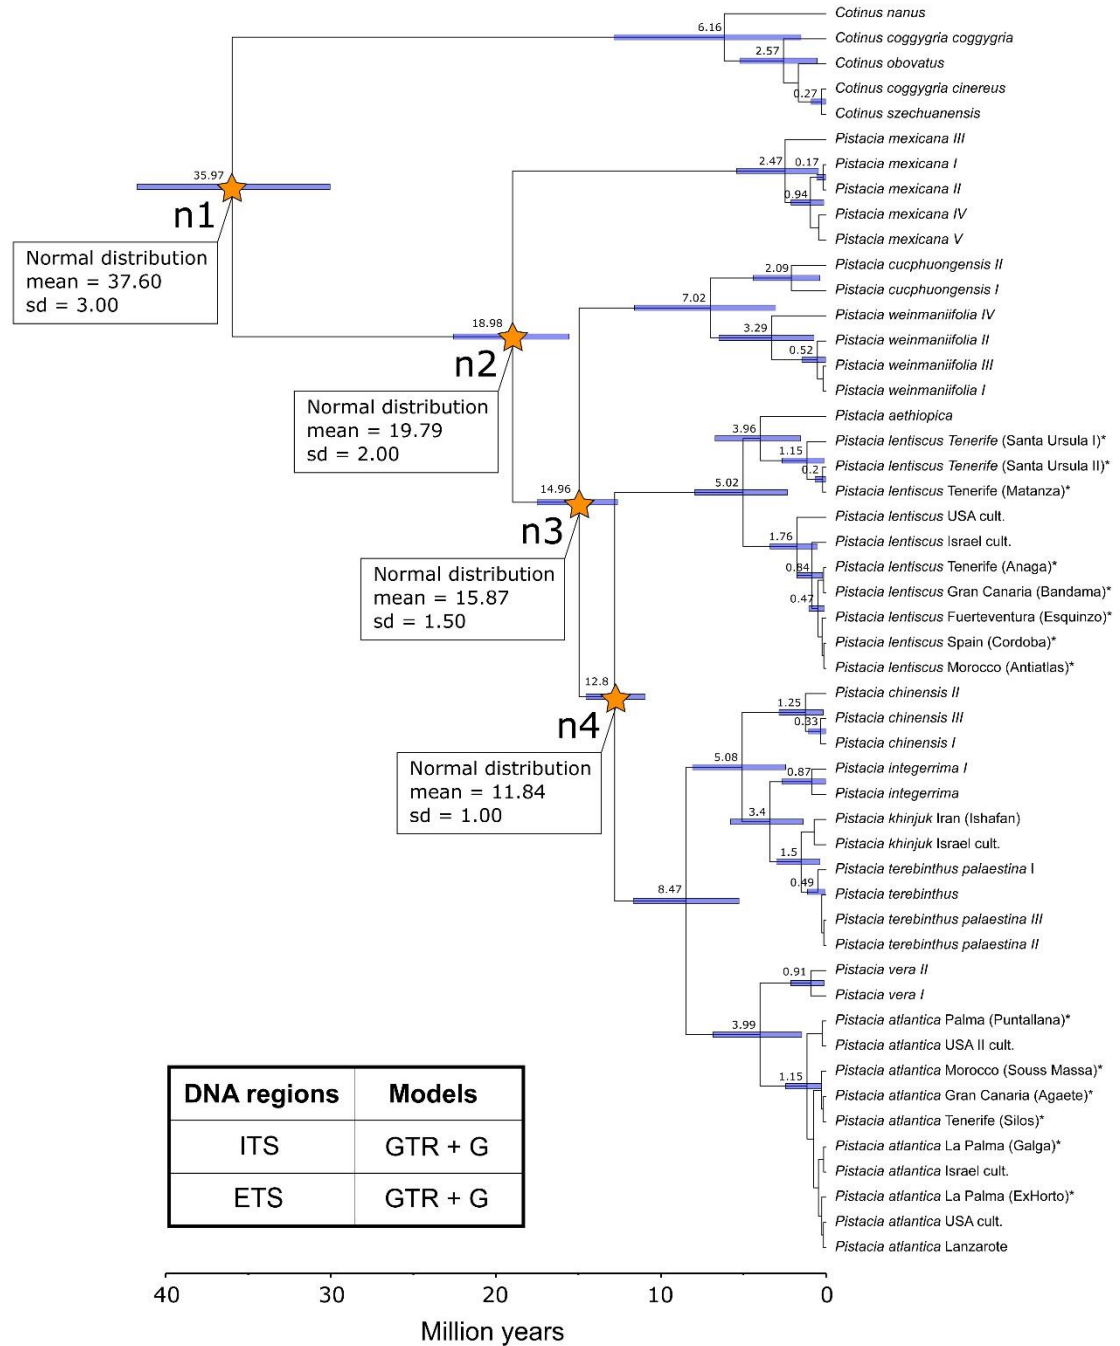 Cotinus nanus
6.16
Cotinus coggygria coggygria
2.57
Cotinus obovatus
Cotinus coggygria cinereus
0.27
Cotinus szechuanensis
Pistacia mexicana III
2.47
0.17
Pistacia mexicana I
35.97
Pistacia mexicana II
0.94
n1
Pistacia mexicana IV
Pistacia mexicana V
Normal distribution
mean = 37.60
sd = 3.00
Pistacia cucphuongensis II
2.09
Pistacia cucphuongensis I
7.02
Pistacia weinmaniifolia IV
18.98
3.29
Pistacia weinmaniifolia II
0.52
n2
Pistacia weinmaniifolia III
Pistacia weinmaniifolia I
Normal distribution
mean = 19.79
sd = 2.00
Pistacia aethiopica
3.96
Pistacia lentiscus Tenerife (Santa Ursula I)*
1.15
Pistacia lentiscus Tenerife (Santa Ursula II)*
0.2
5.02
14.96
Pistacia lentiscus Tenerife (Matanza)*
n3
Pistacia lentiscus USA cult.
1.76
Pistacia lentiscus Israel cult.
Normal distribution
mean = 15.87
sd = 1.50
0.84
Pistacia lentiscus Tenerife (Anaga)*
Pistacia lentiscus Gran Canaria (Bandama)*
0.47
Pistacia lentiscus Fuerteventura (Esquinzo)*
Pistacia lentiscus Spain (Cordoba)*
Pistacia lentiscus Morocco (Antiatlas)*
12.8
n4
Pistacia chinensis II
1.25
Pistacia chinensis III
0.33
Pistacia chinensis I
Normal distribution
mean = 11.84
sd = 1.00
5.08
Pistacia integerrima I
0.87
Pistacia integerrima
3.4
Pistacia khinjuk Iran (Ishafan)
Pistacia khinjuk Israel cult.
1.5
Pistacia terebinthus palaestina I
0.49
8.47
Pistacia terebinthus
Pistacia terebinthus palaestina III
Pistacia terebinthus palaestina II
Pistacia vera II
0.91
Pistacia vera I
Pistacia atlantica Palma (Puntallana)*
3.99
Pistacia atlantica USA II cult.
Pistacia atlantica Morocco (Souss Massa)*
1.15
Pistacia atlantica Gran Canaria (Agaete)*
Pistacia atlantica Tenerife (Silos)*
Pistacia atlantica La Palma (Galga)*
Pistacia atlantica Israel cult.
Pistacia atlantica La Palma (ExHorto)*
Pistacia atlantica USA cult.
Pistacia atlantica Lanzarote
DNA regions Models
ITS GTR + G
ETS GTR + G
40 30 20 10 0
Million years